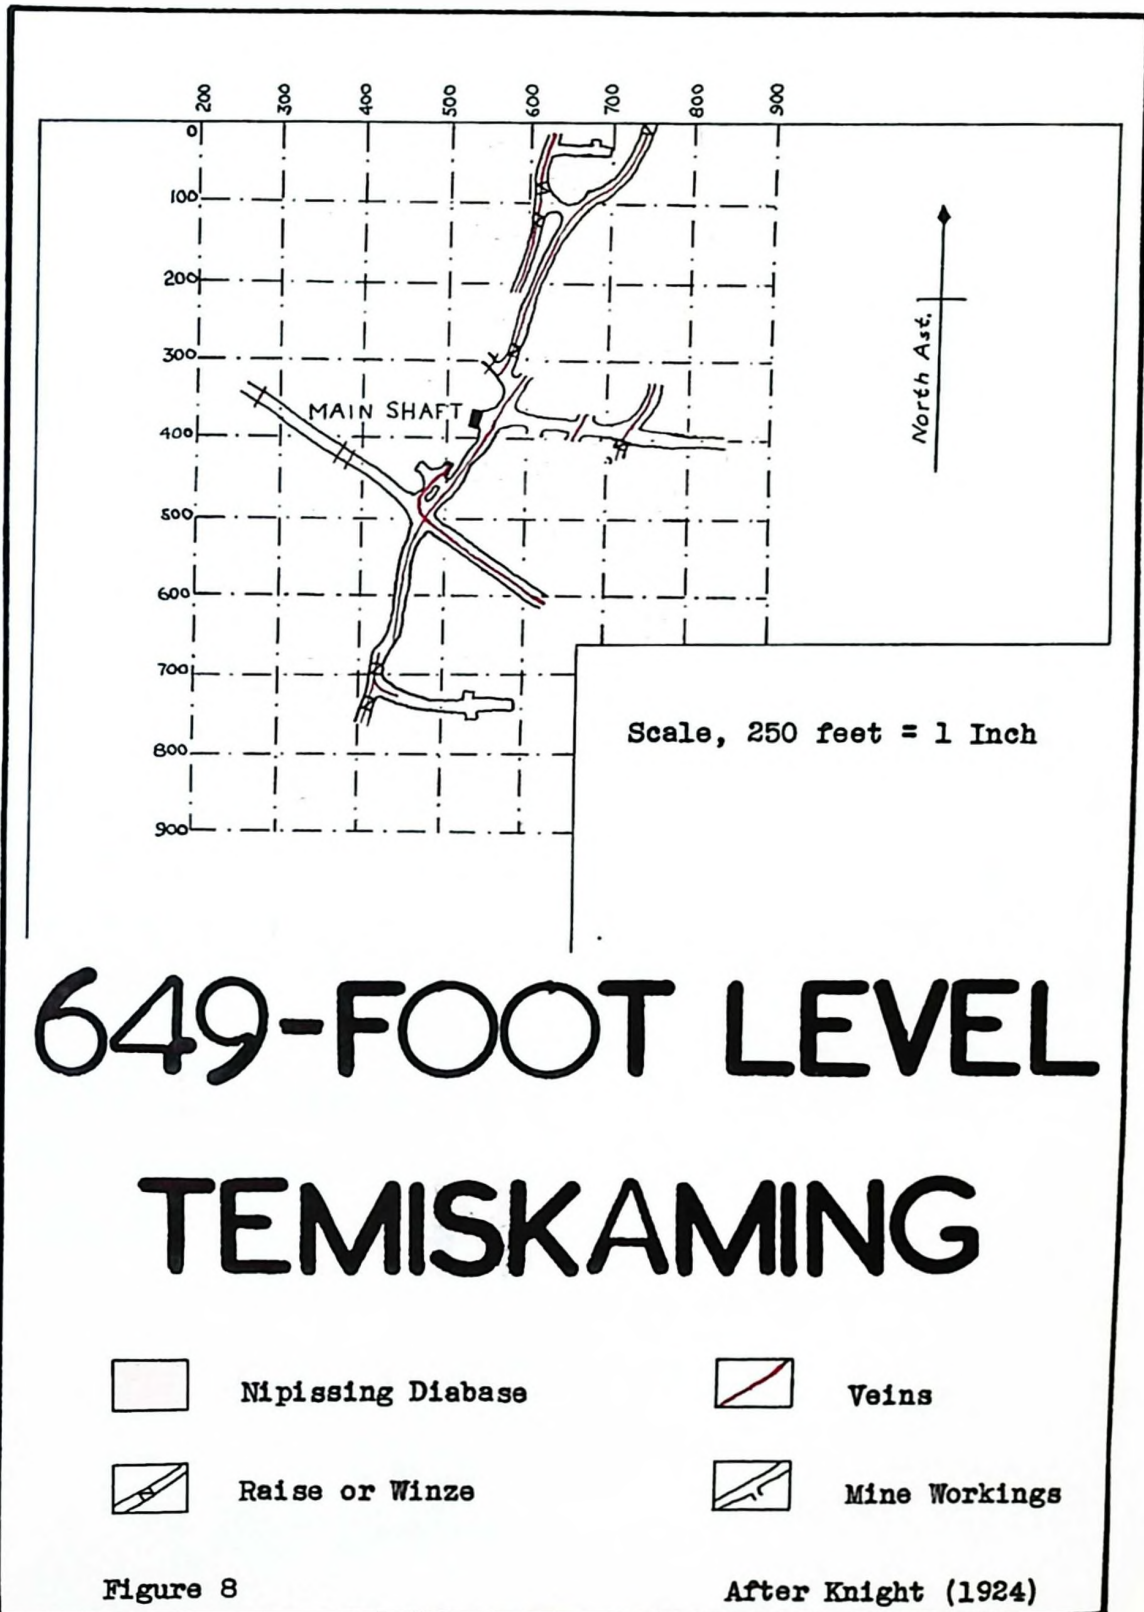 200 300 400 500 600 700 800 900
0
100
200
300
MAIN SHAFT
400
500
600
700
800
900
North Ast.
Scale, 250 feet = 1 Inch
649-FOOT LEVEL
TEMISKAMING
Nipissing Diabase
Veins
Raise or Winze
Mine Workings
Figure 8
After Knight (1924)